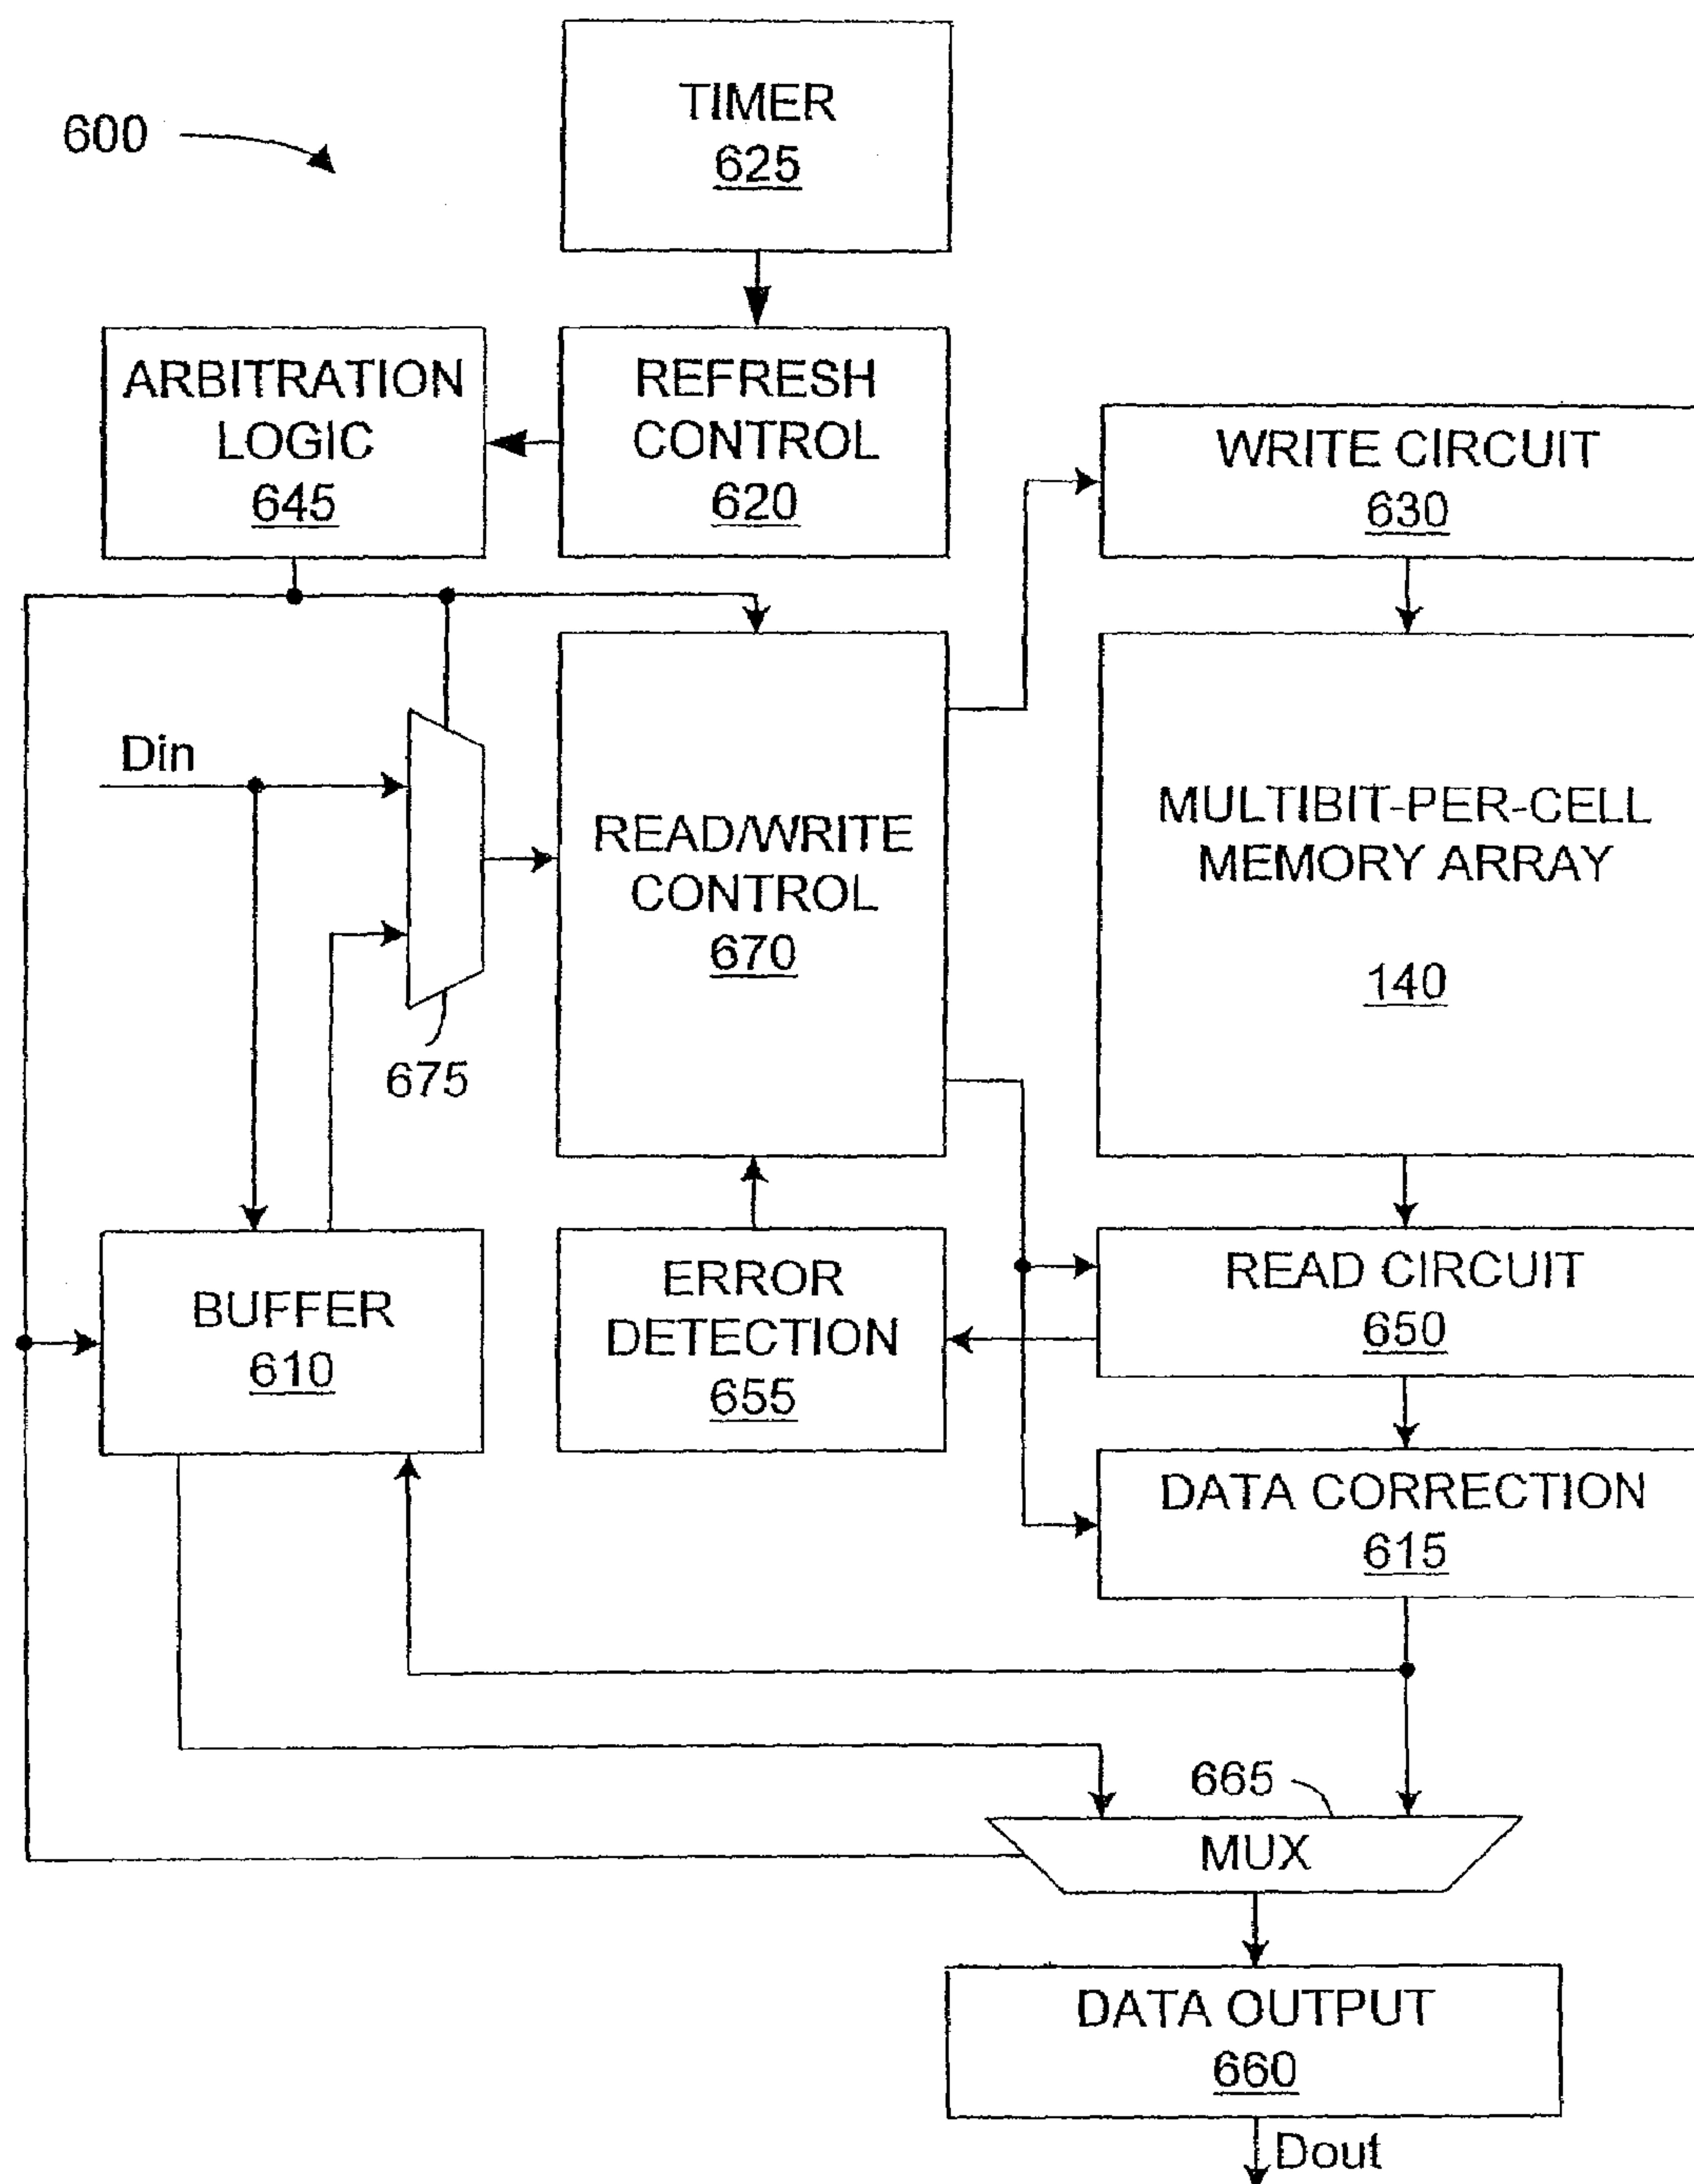 600
TIMER
625
ARBITRATION
LOGIC
645
REFRESH
CONTROL
620
WRITE CIRCUIT
630
Din
675
READ/WRITE
CONTROL
670
MULTIBIT-PER-CELL
MEMORY ARRAY
140
BUFFER
610
ERROR
DETECTION
655
READ CIRCUIT
650
DATA CORRECTION
615
665
MUX
DATA OUTPUT
660
Dout